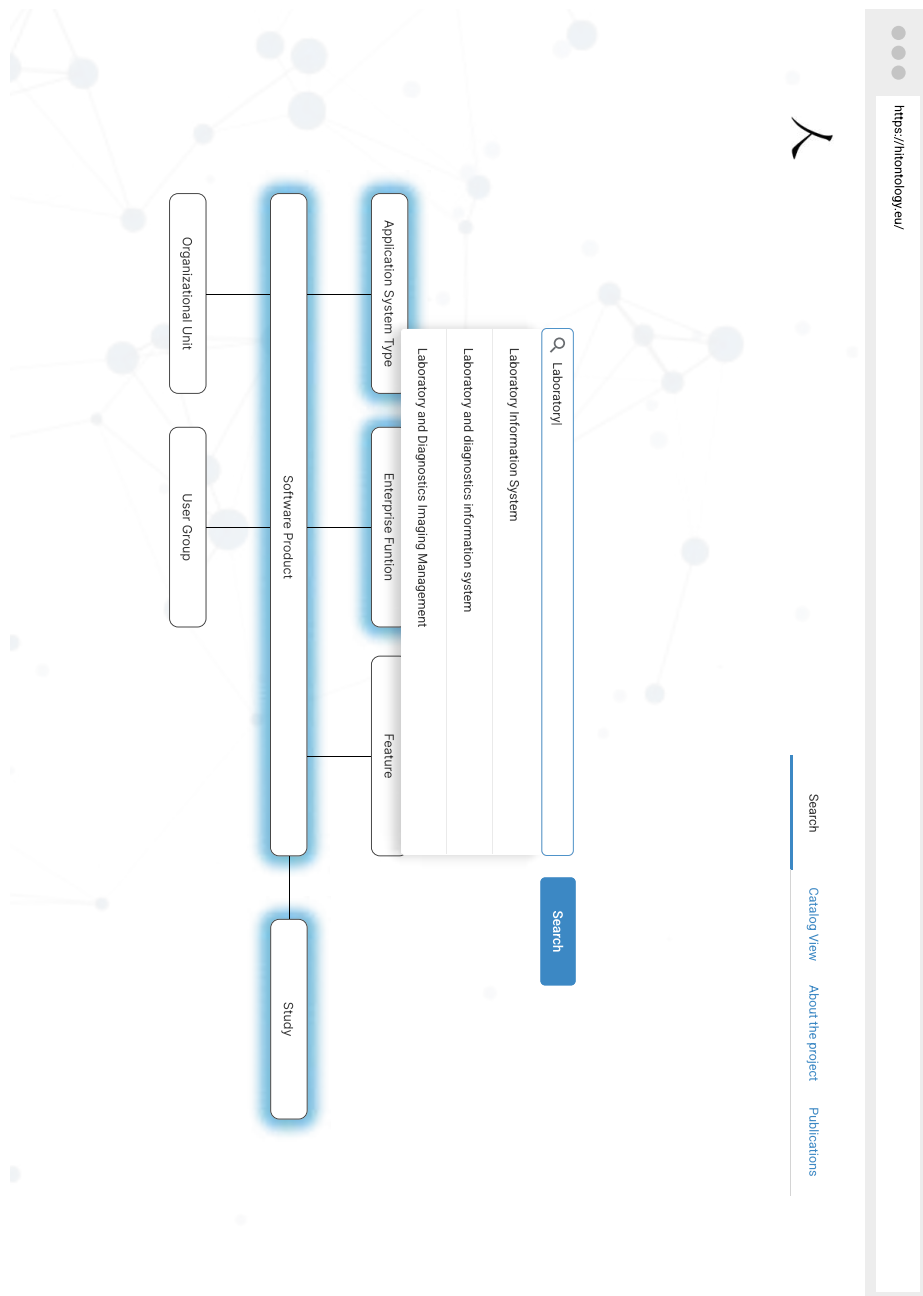 https://hitontology.eu/
Search
Catalog View
About the project
Publications
Laboratory
Search
Laboratory Information System
Laboratory and diagnostics information system
Laboratory and Diagnostics Imaging Management
Application System Type
Enterprise Funtion
Feature
Software Product
Study
Organizational Unit
User Group